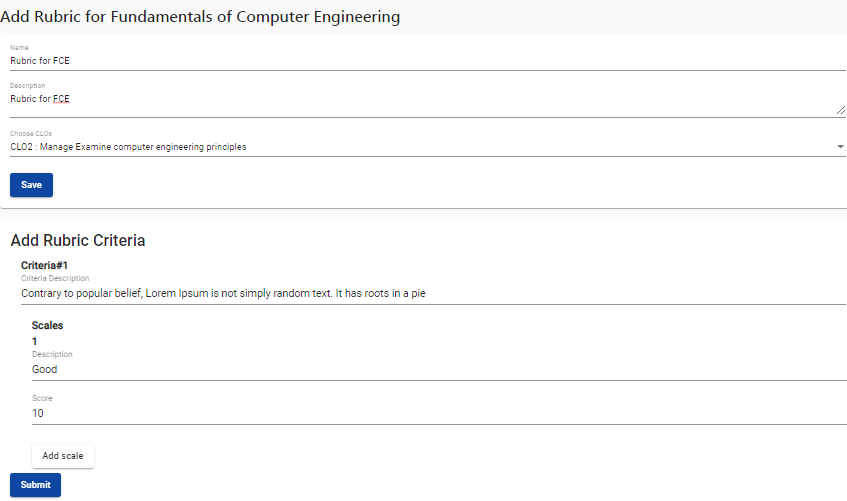 Add Rubric for Fundamentals of Computer Engineering
Name
Rubric for FCE
Description
Rubric for FCE
Choose CLOs
CLO2 : Manage Examine computer engineering principles
Save
Add Rubric Criteria
Criteria#1
Criteria Description
Contrary to popular belief, Lorem Ipsum is not simply random text. It has roots in a pie
Scales
1
Description
Good
Score
10
Add scale
Submit